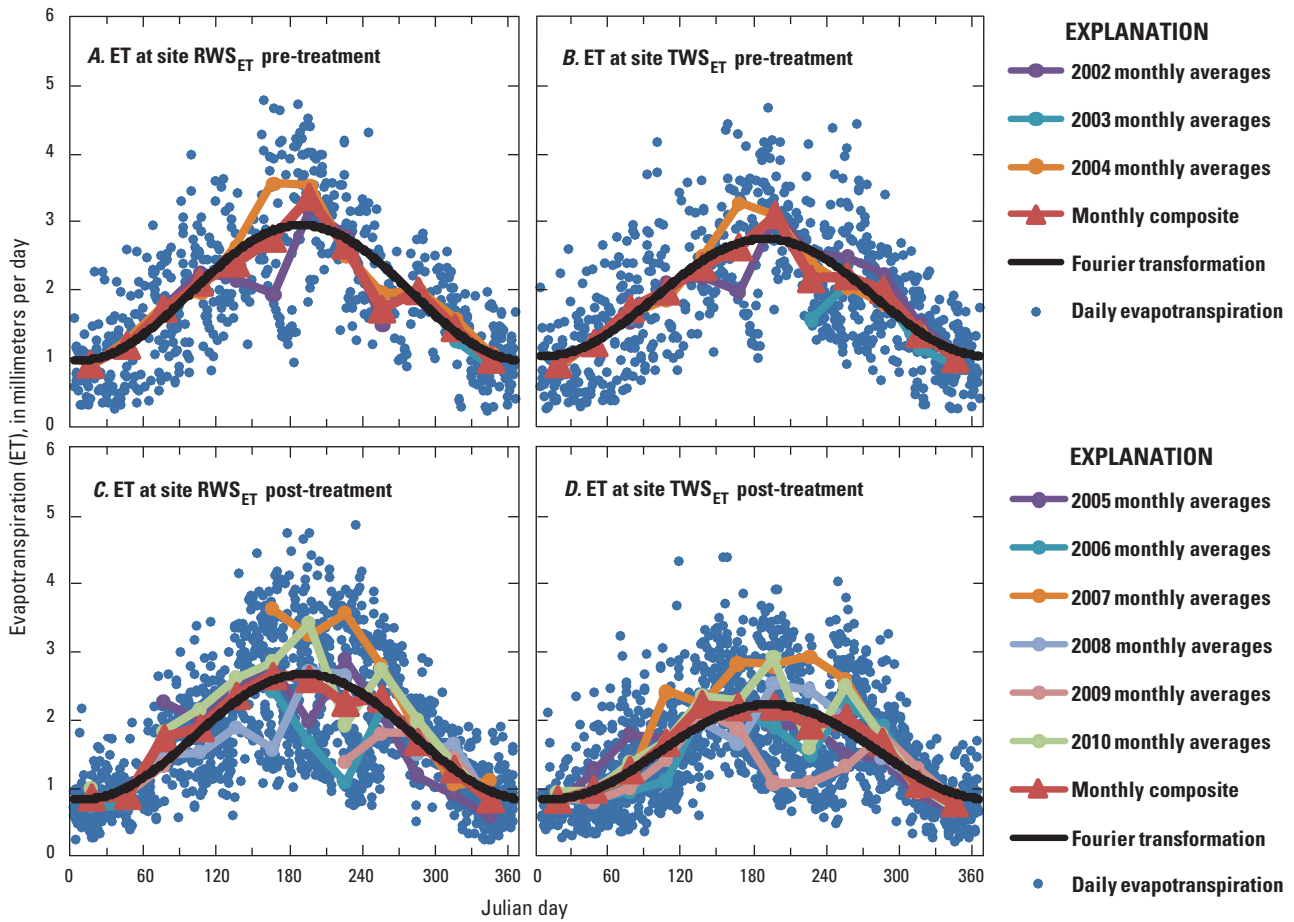 A. ET at site RWS_ET pre-treatment
B. ET at site TWS_ET pre-treatment
C. ET at site RWS_ET post-treatment
D. ET at site TWS_ET post-treatment
Evapotranspiration (ET), in millimeters per day
6
5
4
3
2
1
0
6
5
4
3
2
1
0
0 60 120 180 240 300 360
0 60 120 180 240 300 360
Julian day
EXPLANATION
2002 monthly averages
2003 monthly averages
2004 monthly averages
Monthly composite
Fourier transformation
Daily evapotranspiration
EXPLANATION
2005 monthly averages
2006 monthly averages
2007 monthly averages
2008 monthly averages
2009 monthly averages
2010 monthly averages
Monthly composite
Fourier transformation
Daily evapotranspiration